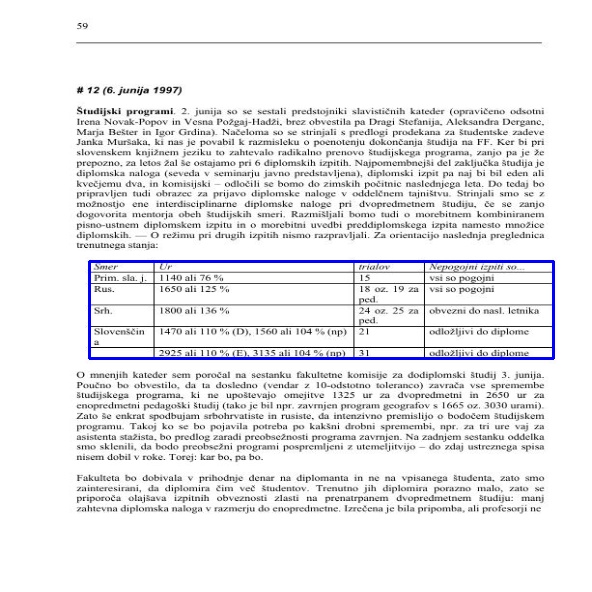 59
# 12 (6. junija 1997)
Študijski programi. 2. junija so se sestali predstojniki slavističnih kateder (opravičeno odsotni
Irena Novak-Popov in Vesna Požgaj-Hadži, brez obvestila pa Dragi Stefanija, Aleksandra Derganc,
Marja Bešter in Igor Grdina). Načeloma so se strinjali s predlogi prodekana za študentske zadeve
Janka Muršaka, ki nas je povabil k razmisleku o poenotenju dokončanja študija na FF. Ker bi pri
slovenskem knjižnem jeziku to zahtevalo radikalno prenovo študijskega programa, zanjo pa je že
prepozno, za letos žal še ostajamo pri 6 diplomskih izpitih. Najpomembnejši del zaključka študija je
diplomska naloga (seveda v seminarju javno predstavljena), diplomski izpit pa naj bi bil eden ali
kvečjemu dva, in komisijski – odločili se bomo do zimskih počitnic naslednjega leta. Do tedaj bo
pripravljen tudi obrazec za prijavo diplomske naloge v oddelčnem tajništvu. Strinjali smo se z
možnostjo ene interdisciplinarne diplomske naloge pri dvopredmetnem študiju, če se zanjo
dogovorita mentorja obeh študijskih smeri. Razmišljali bomo tudi o morebitnem kombiniranem
pisno-ustnem diplomskem izpitu in o morebitni uvedbi preddiplomskega izpita namesto množice
diplomskih. — O režimu pri drugih izpitih nismo razpravljali. Za orientacijo naslednja preglednica
trenutnega stanja:
Smer Ur trialov Nepogojni izpiti so...
Prim. sla. j. 1140 ali 76 % 15 vsi so pogojni
Rus. 1650 ali 125 % 18 oz. 19 za vsi so pogojni
ped.
Srh. 1800 ali 136 % 24 oz. 25 za obvezni do nasl. letnika
ped.
Slovenščin 1470 ali 110 % (D), 1560 ali 104 % (np) 21 odložljivi do diplome
a
2925 ali 110 % (E), 3135 ali 104 % (np) 31 odložljivi do diplome
O mnenjih kateder sem poročal na sestanku fakultetne komisije za dodiplomski študij 3. junija.
Poučno bo obvestilo, da ta dosledno (vendar z 10-odstotno toleranco) zavrača vse spremembe
študijskega programa, ki ne upoštevajo omejitve 1325 ur za dvopredmetni in 2650 ur za
enopredmetni pedagoški študij (tako je bil npr. zavrnjen program geografov s 1665 oz. 3030 urami).
Zato še enkrat spodbujam srbohrvatiste in rusiste, da intenzivno premislijo o bodočem študijskem
programu. Takoj ko se bo pojavila potreba po kakšni drobni spremembi, npr. za tri ure vaj za
asistenta stažista, bo predlog zaradi preobsežnosti programa zavrnjen. Na zadnjem sestanku oddelka
smo sklenili, da bodo preobsežni programi pospremljeni z utemeljitvijo – do zdaj ustreznega spisa
nisem dobil v roke. Torej: kar bo, pa bo.
Fakulteta bo dobivala v prihodnje denar na diplomanta in ne na vpisanega študenta, zato smo
zainteresirani, da diplomira čim več študentov. Trenutno jih diplomira porazno malo, zato se
priporoča olajšava izpitnih obveznosti zlasti na prenatrpanem dvopredmetnem študiju: manj
zahtevna diplomska naloga v razmerju do enopredmetne. Izrečena je bila pripomba, ali profesorji ne